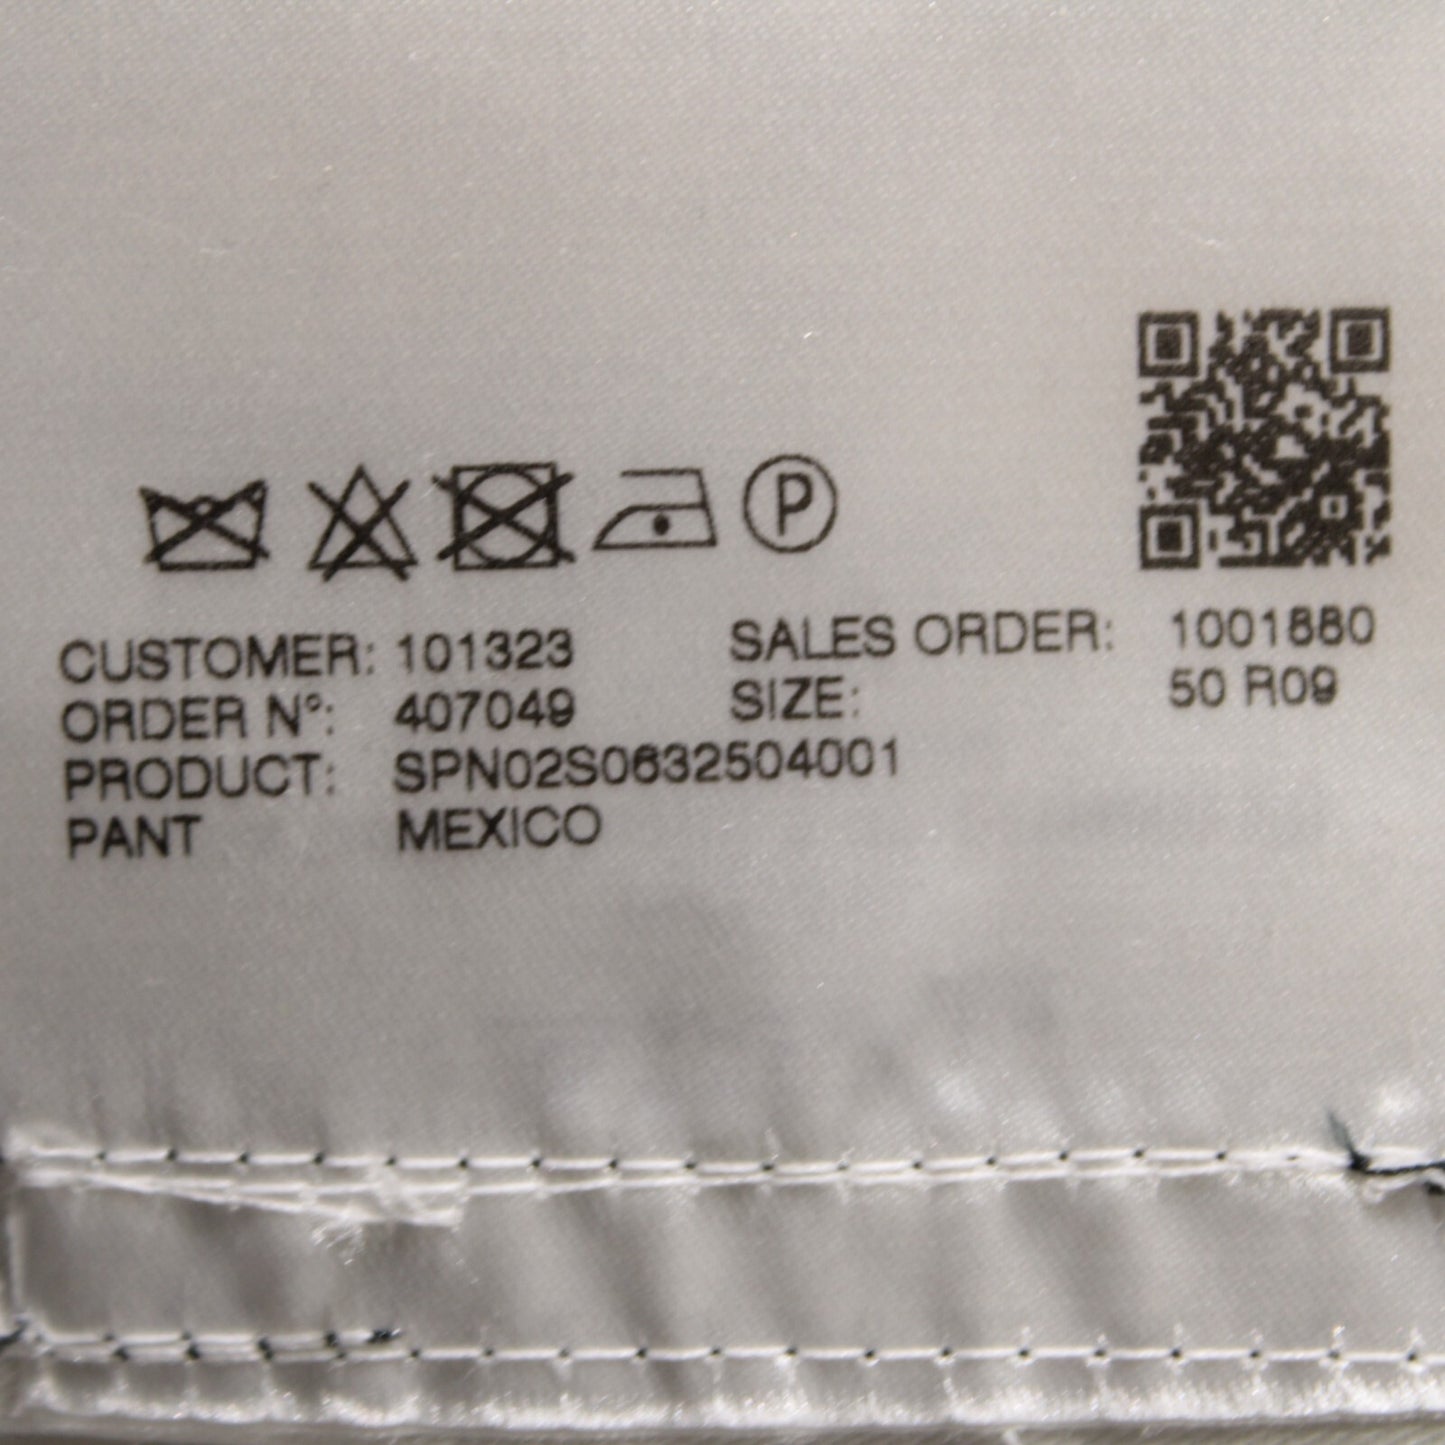 P
CUSTOMER: 101323 SALES ORDER: 1001880
ORDER N°: 407049 SIZE: 50 R09
PRODUCT: SPN02S0632504001
PANT MEXICO